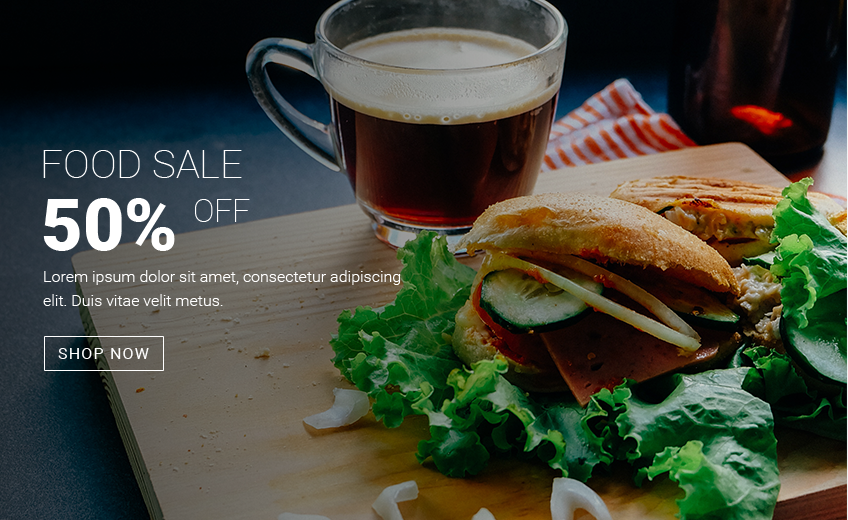 FOOD SALE
50% OFF
Lorem ipsum dolor sit amet, consectetur adipiscing
elit. Duis vitae velit metus.
SHOP NOW